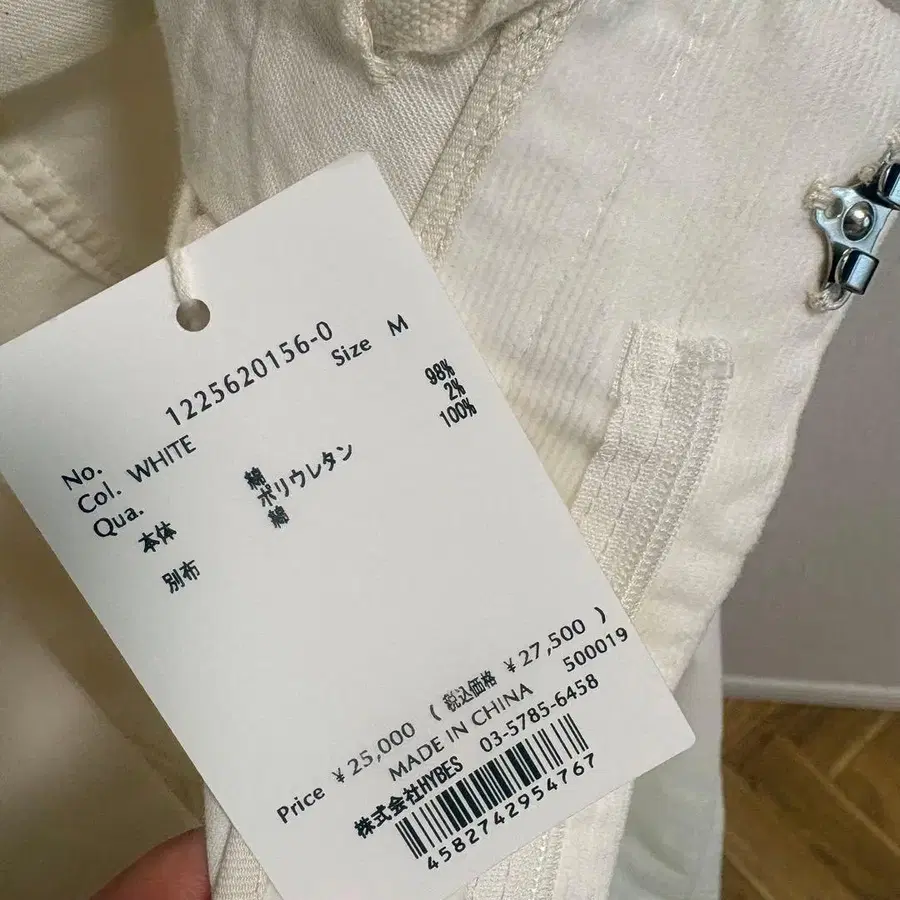 No. 1225620156-0
Col. WHITE Size M
Qua.
本体 綿 98%
ポリウレタン 2%
別布 綿 100%
Price ¥25,000 ( 税込価格 ¥27,500 )
MADE IN CHINA 500019
株式会社HYBES 03-5785-6458
4582742954767